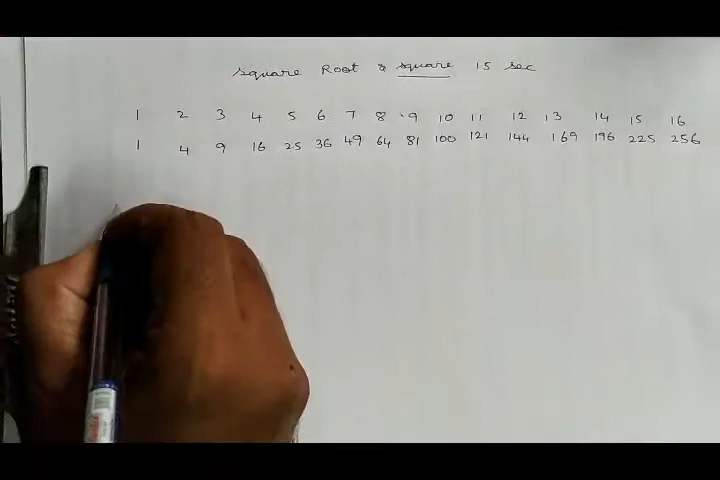 square Root & square 15 sec
1 2 3 4 5 6 7 8 9 10 11 12 13 14 15 16
1 4 9 16 25 36 49 64 81 100 121 144 169 196 225 256